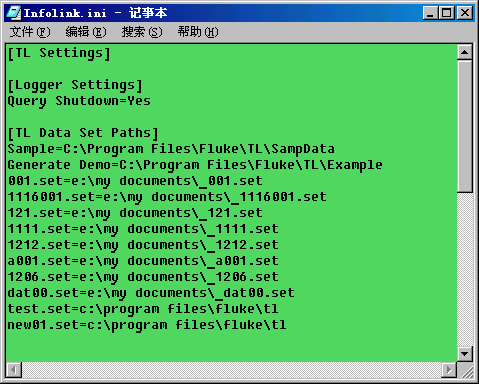 Infolink.ini - 记事本
文件(F) 编辑(E) 搜索(S) 帮助(H)
[TL Settings]
[Logger Settings]
Query Shutdown=Yes
[TL Data Set Paths]
Sample=C:\Program Files\Fluke\TL\SampData
Generate Demo=C:\Program Files\Fluke\TL\Example
001.set=e:\my documents\_001.set
1116001.set=e:\my documents\_1116001.set
121.set=e:\my documents\_121.set
1111.set=e:\my documents\_1111.set
1212.set=e:\my documents\_1212.set
a001.set=e:\my documents\_a001.set
1206.set=e:\my documents\_1206.set
dat00.set=e:\my documents\_dat00.set
test.set=c:\program files\fluke\tl
new01.set=c:\program files\fluke\tl